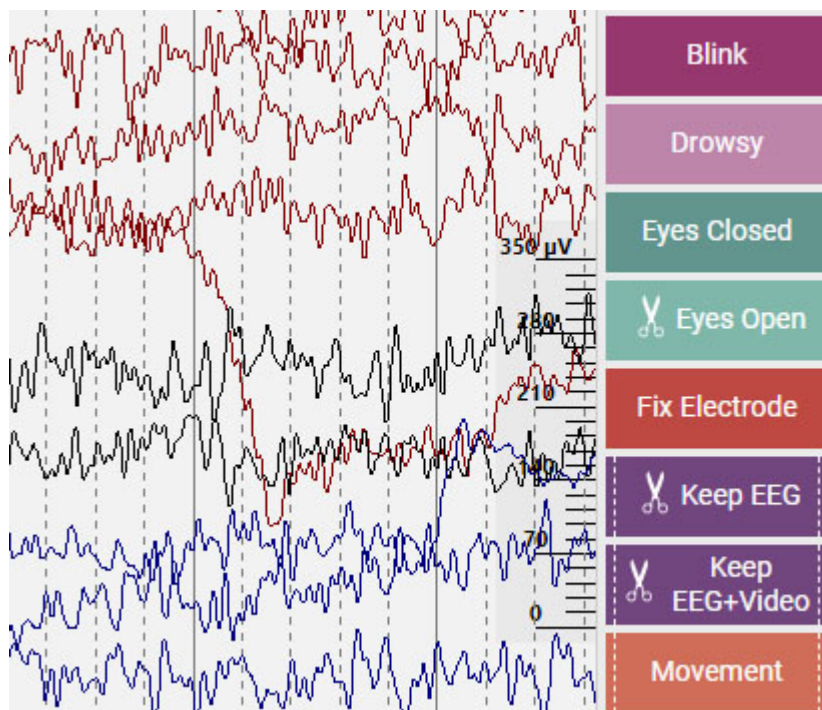 Blink
Drowsy
Eyes Closed
350 µV
280
Eyes Open
210
Fix Electrode
140
Keep EEG
70
Keep
EEG+Video
0
Movement